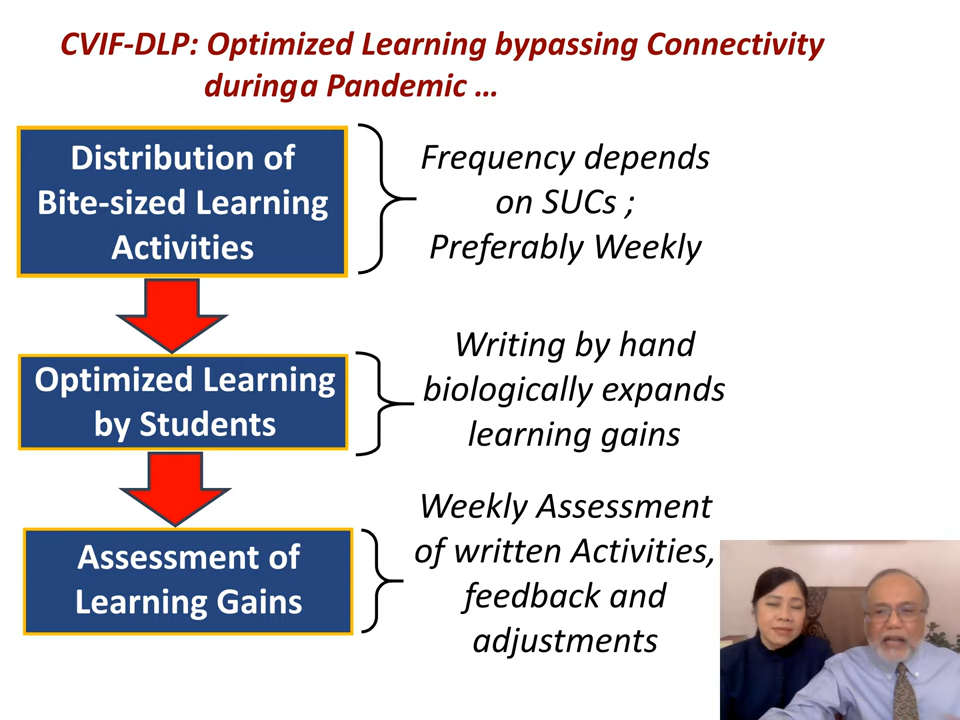 CVIF-DLP: Optimized Learning bypassing Connectivity
during a Pandemic …
Distribution of
Bite-sized Learning
Activities
Frequency depends
on SUCs ;
Preferably Weekly
Optimized Learning
by Students
Writing by hand
biologically expands
learning gains
Assessment of
Learning Gains
Weekly Assessment
of written Activities,
feedback and
adjustments